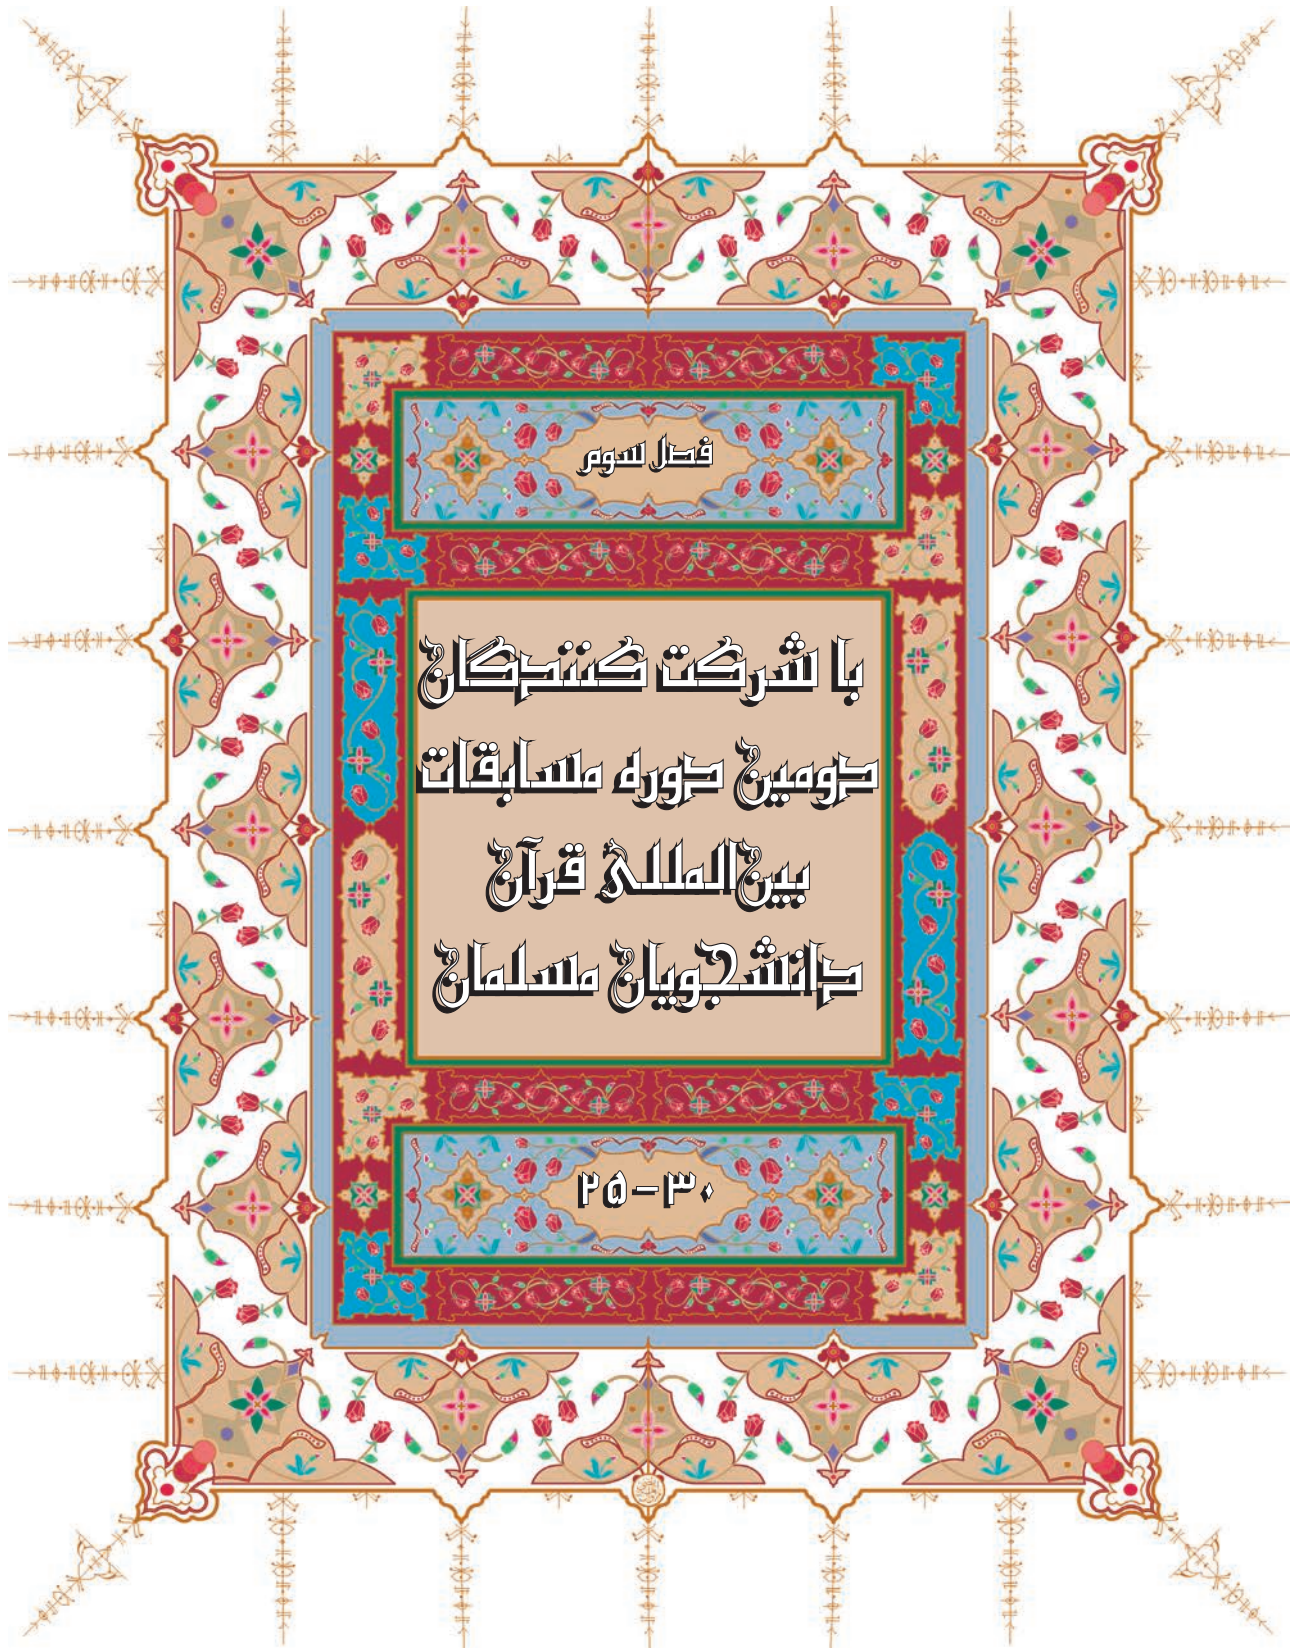 فصل سوم
با شرکت کنندگان
دومین دوره مسابقات
بین‌المللی قرآن
دانشجویان مسلمان
۲۵-۳۰